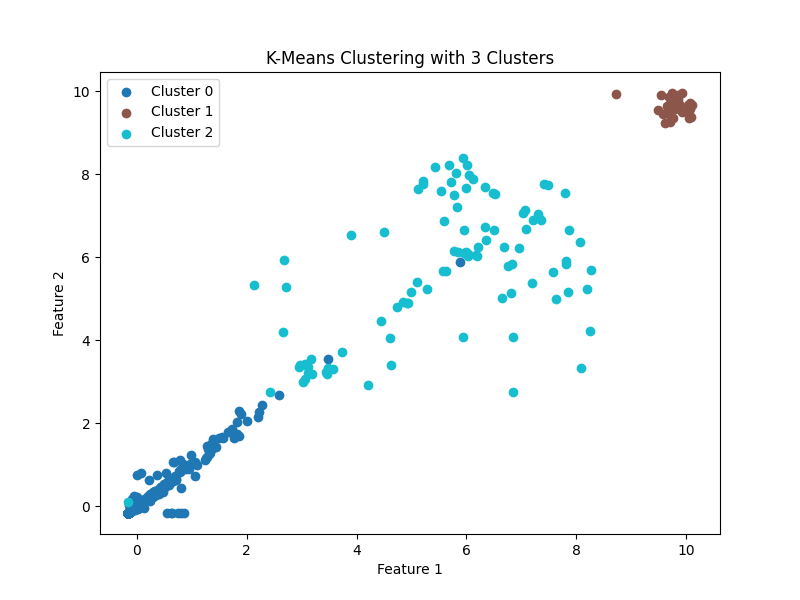 K-Means Clustering with 3 Clusters
Cluster 0
Cluster 1
Cluster 2
10
8
6
4
2
0
Feature 2
0 2 4 6 8 10
Feature 1